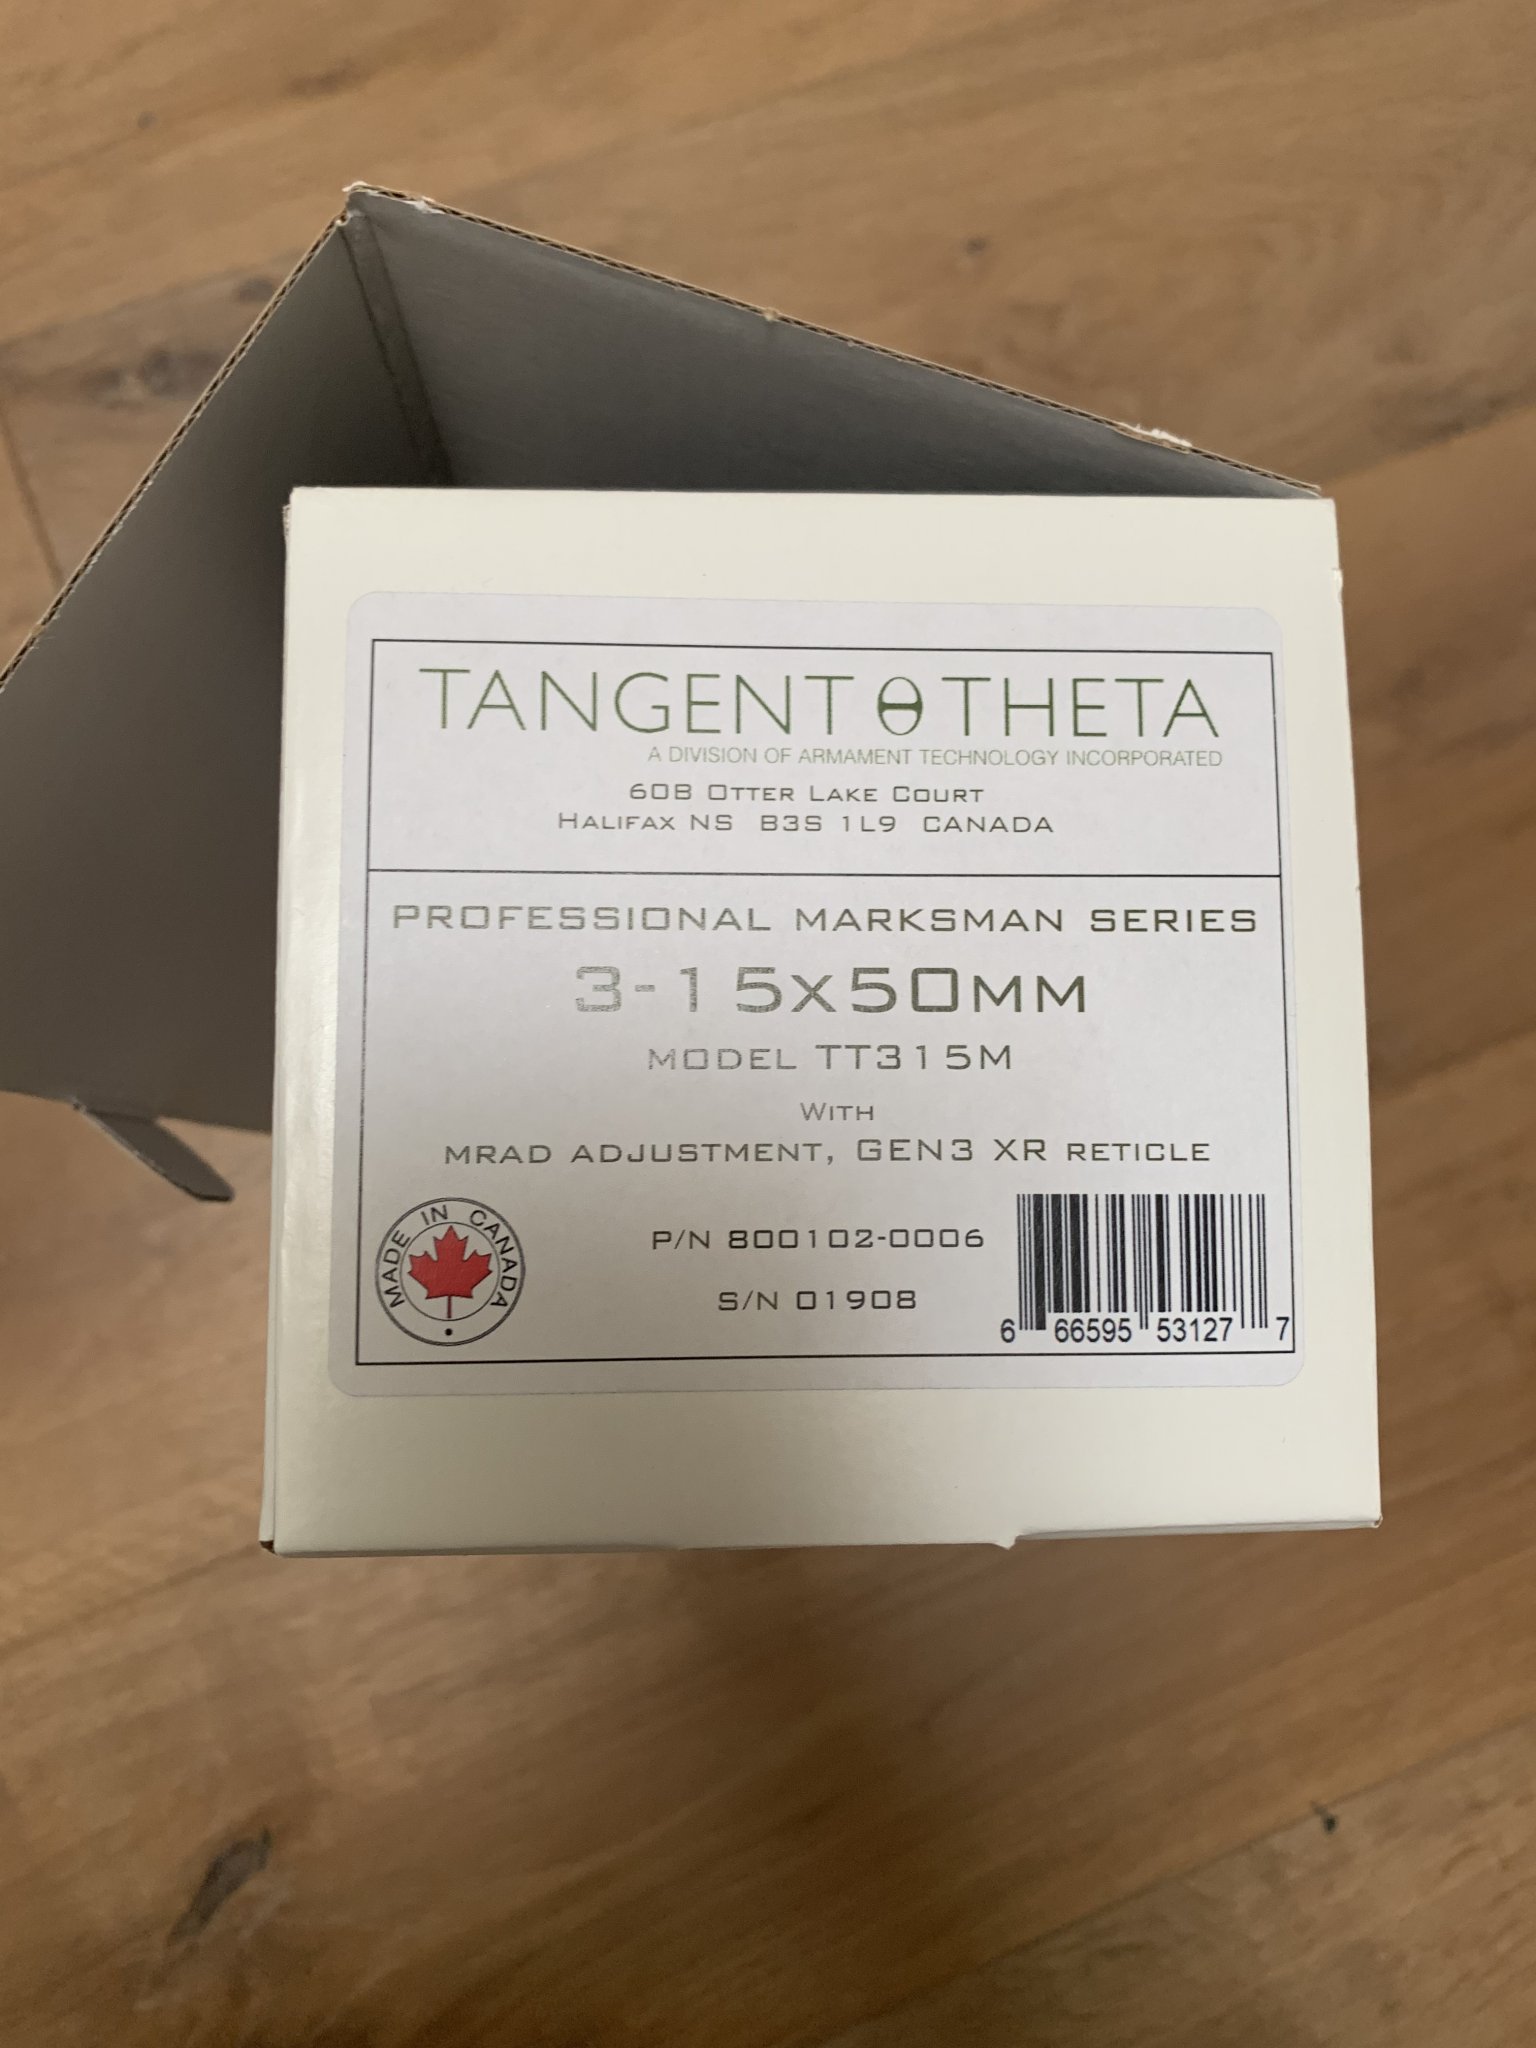 TANGENT θ THETA
A DIVISION OF ARMAMENT TECHNOLOGY INCORPORATED
60B OTTER LAKE COURT
HALIFAX NS B3S 1L9 CANADA
PROFESSIONAL MARKSMAN SERIES
3-15X50MM
MODEL TT315M
WITH
MRAD ADJUSTMENT, GEN3 XR RETICLE
MADE IN CANADA
P/N 800102-0006
S/N 01908
6 66595 53127 7